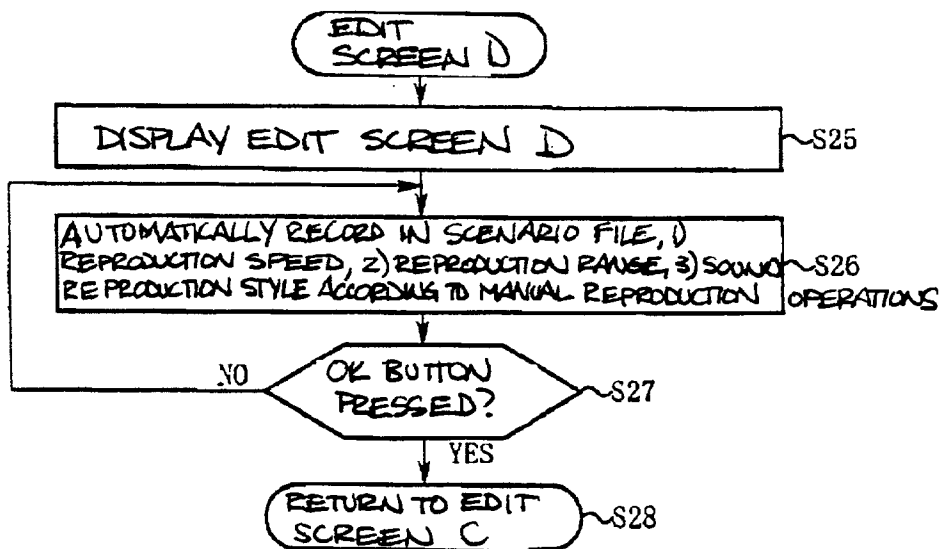 EDIT
SCREEN D
DISPLAY EDIT SCREEN D
S25
AUTOMATICALLY RECORD IN SCENARIO FILE, 1)
REPRODUCTION SPEED, 2) REPRODUCTION RANGE, 3) SOUND
S26
REPRODUCTION STYLE ACCORDING TO MANUAL REPRODUCTION OPERATIONS
NO
OK BUTTON
PRESSED?
S27
YES
RETURN TO EDIT
SCREEN C
S28